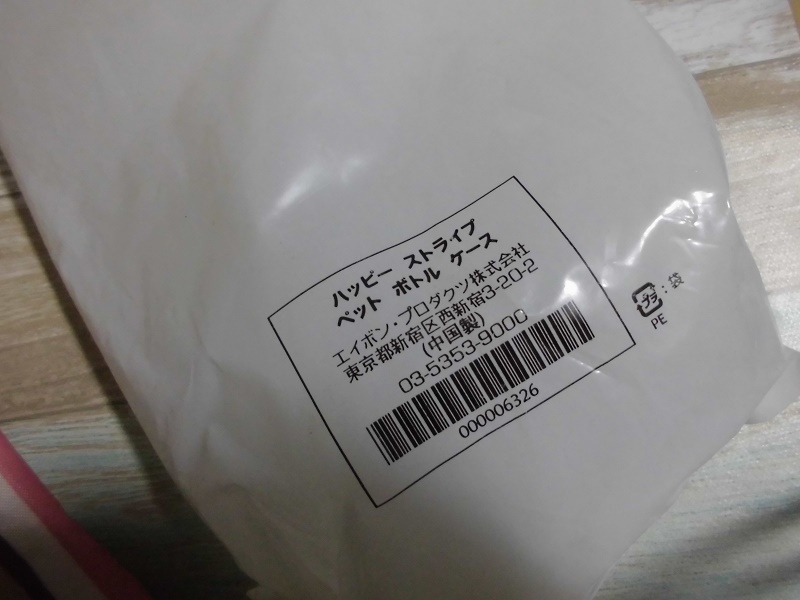 ハッピー ストライプ
ペット ボトル ケース
エイボン・プロダクツ株式会社
東京都新宿区西新宿3-20-2
(中国製)
03-5353-9000
000006326
プラ : 袋
PE